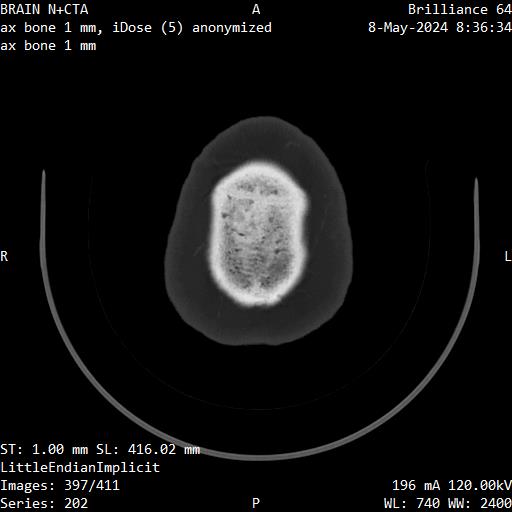 BRAIN N+CTA
A
Brilliance 64
ax bone 1 mm, iDose (5) anonymized
8-May-2024 8:36:34
ax bone 1 mm
R
L
ST: 1.00 mm SL: 416.02 mm
LittleEndianImplicit
Images: 397/411
196 mA 120.00kV
Series: 202
P
WL: 740 WW: 2400